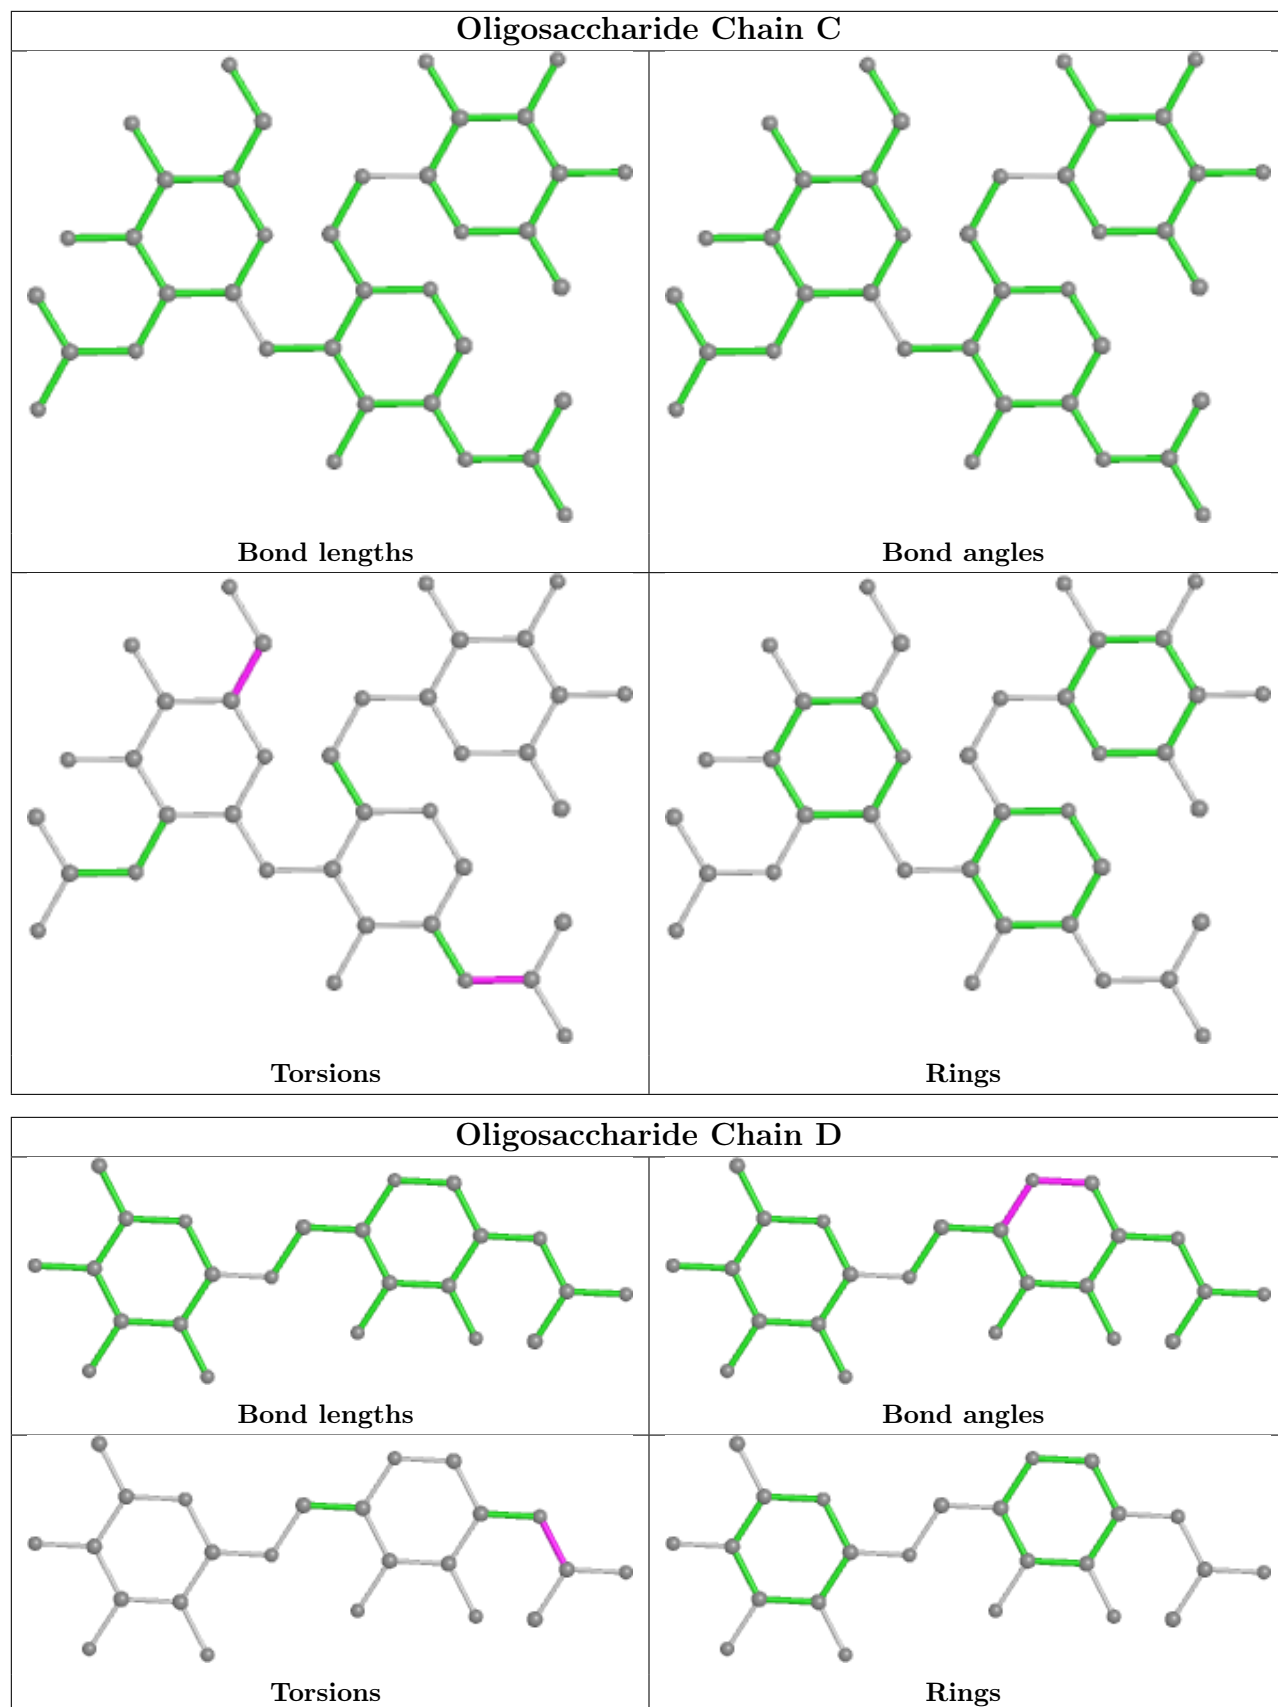 Oligosaccharide Chain C
Bond lengths
Bond angles
Torsions
Rings
Oligosaccharide Chain D
Bond lengths
Bond angles
Torsions
Rings